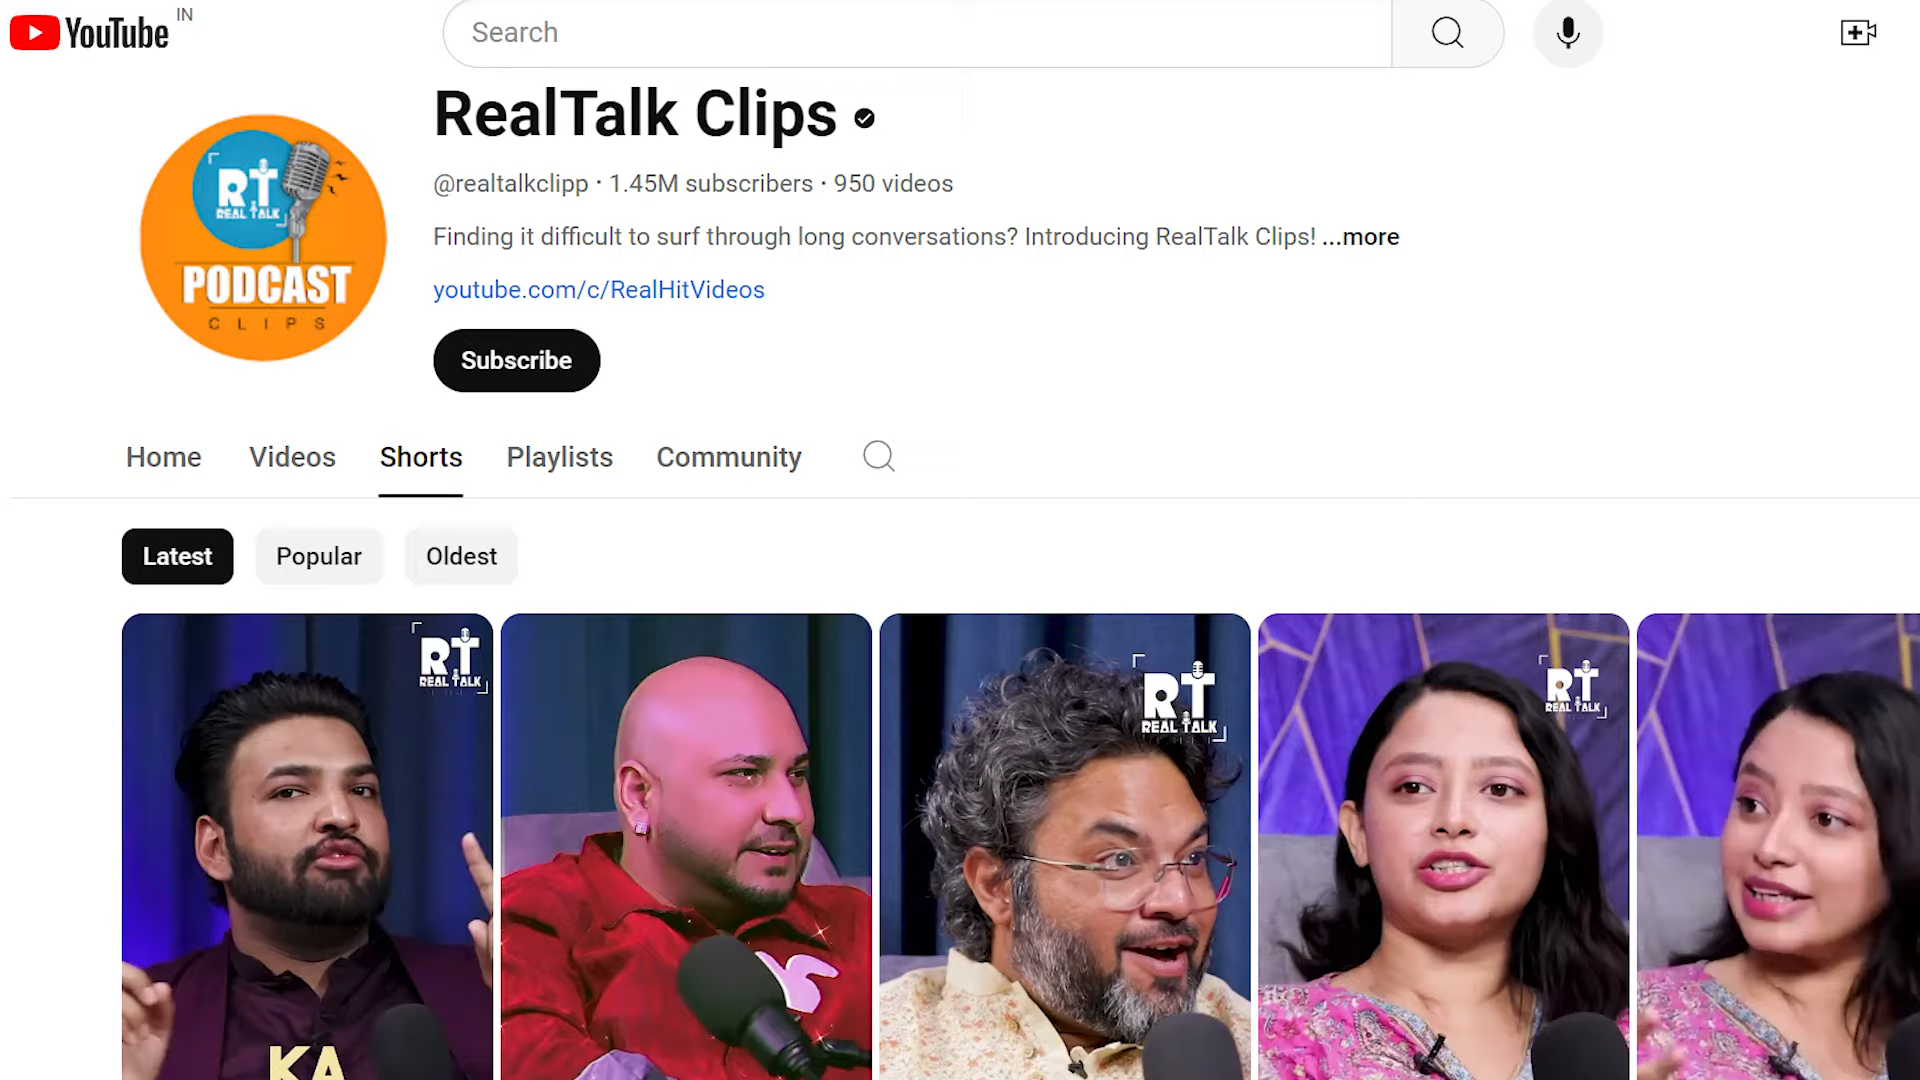 YouTube IN
Search
RealTalk Clips
@realtalkclipp · 1.45M subscribers · 950 videos
Finding it difficult to surf through long conversations? Introducing RealTalk Clips! ...more
youtube.com/c/RealHitVideos
Subscribe
RT
REAL TALK
PODCAST
CLIPS
Home Videos Shorts Playlists Community
Latest Popular Oldest
RT
REAL TALK
RT
REAL TALK
RT
REAL TALK
KA